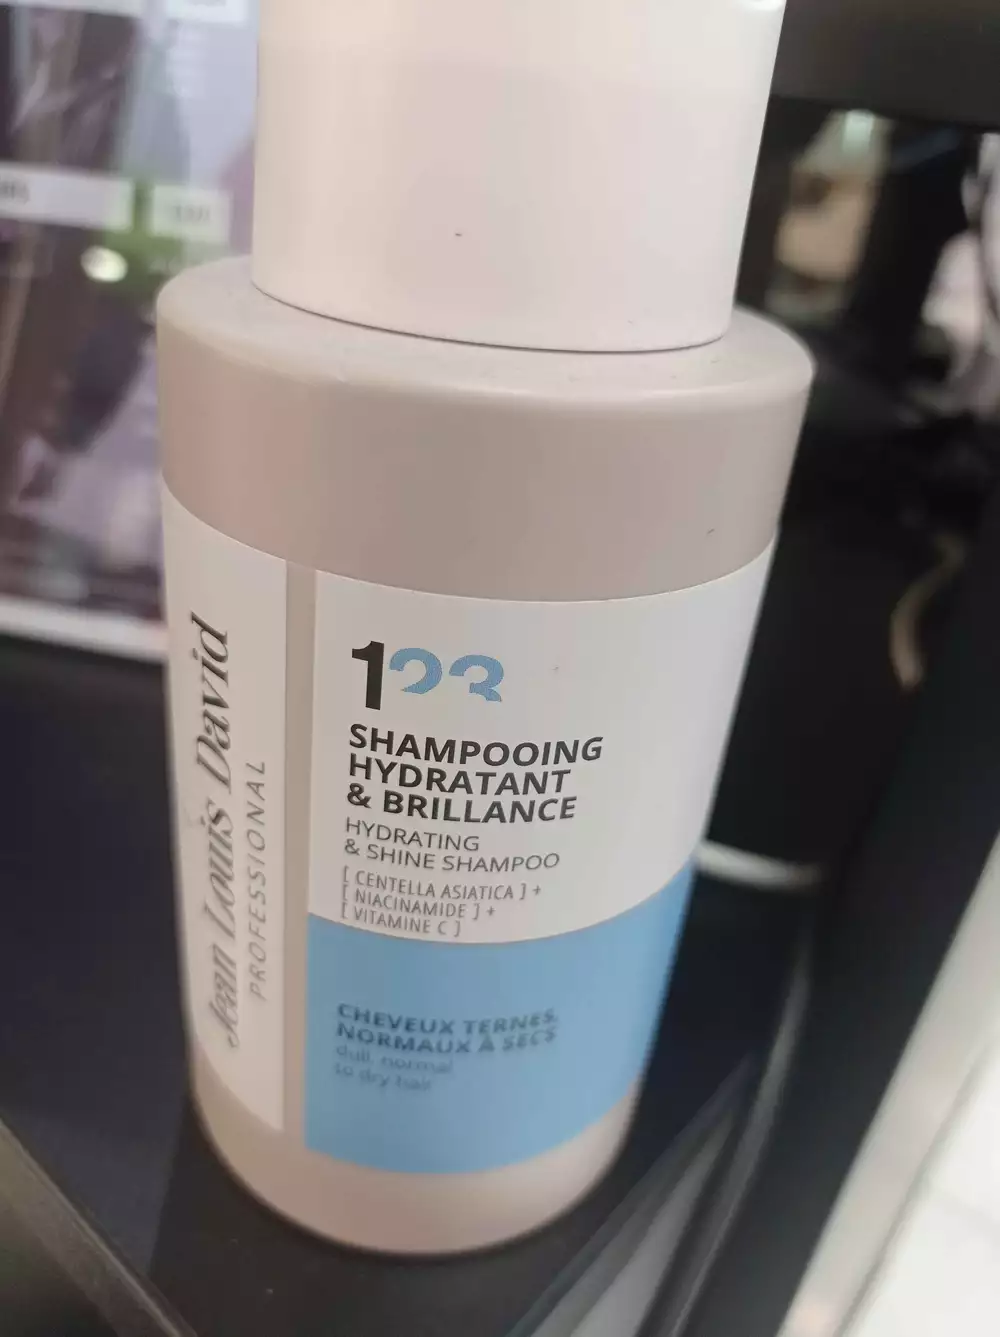 Jean Louis David
PROFESSIONAL
123
SHAMPOOING
HYDRATANT
& BRILLANCE
HYDRATING
& SHINE SHAMPOO
[ CENTELLA ASIATICA ] +
[ NIACINAMIDE ] +
[ VITAMINE C ]
CHEVEUX TERNES,
NORMAUX À SECS
dull, normal
to dry hair